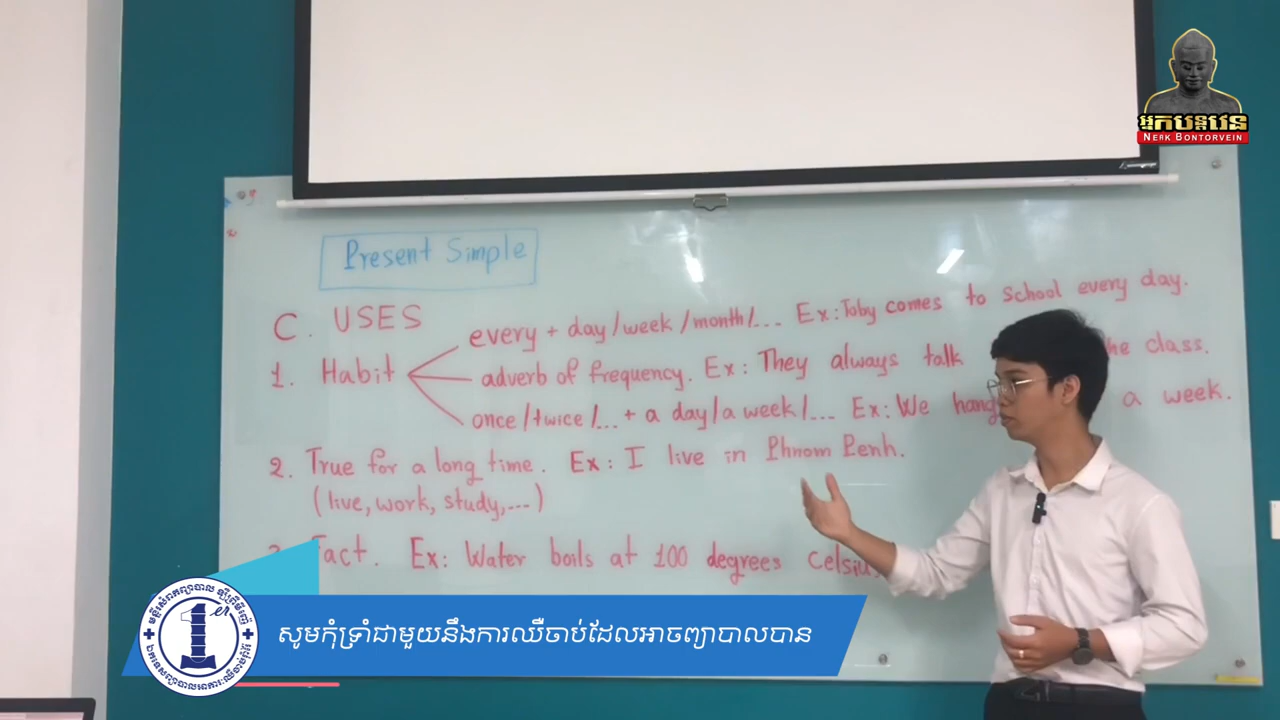 អ្នកបន្តវេន
NERK BONTORVEIN
Present Simple
C. USES
1. Habit
every + day/week/month/... Ex: Toby comes to school every day.
adverb of frequency. Ex: They always talk the class.
once/twice/... + a day/a week/... Ex: We hang a week.
2. True for a long time. Ex: I live in Phnom Penh.
(live, work, study,...)
Fact. Ex: Water boils at 100 degrees Celsius.
1er
សូមកុំទ្រាំជាមួយនឹងការឈឺចាប់ដែលអាចព្យាបាលបាន